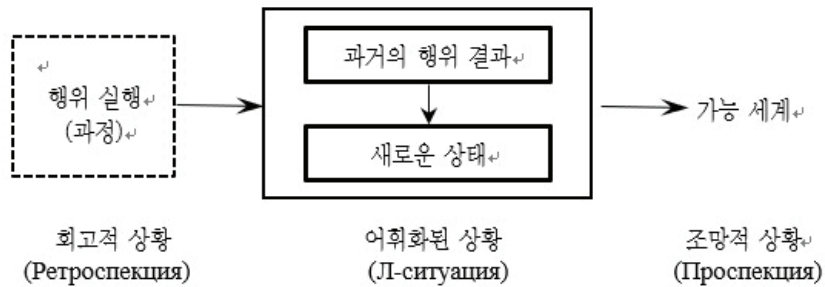 행위 실행
(과정)
과거의 행위 결과
새로운 상태
가능 세계
회고적 상황
(Ретроспекция)
어휘화된 상황
(Л-ситуация)
조망적 상황
(Проспекция)